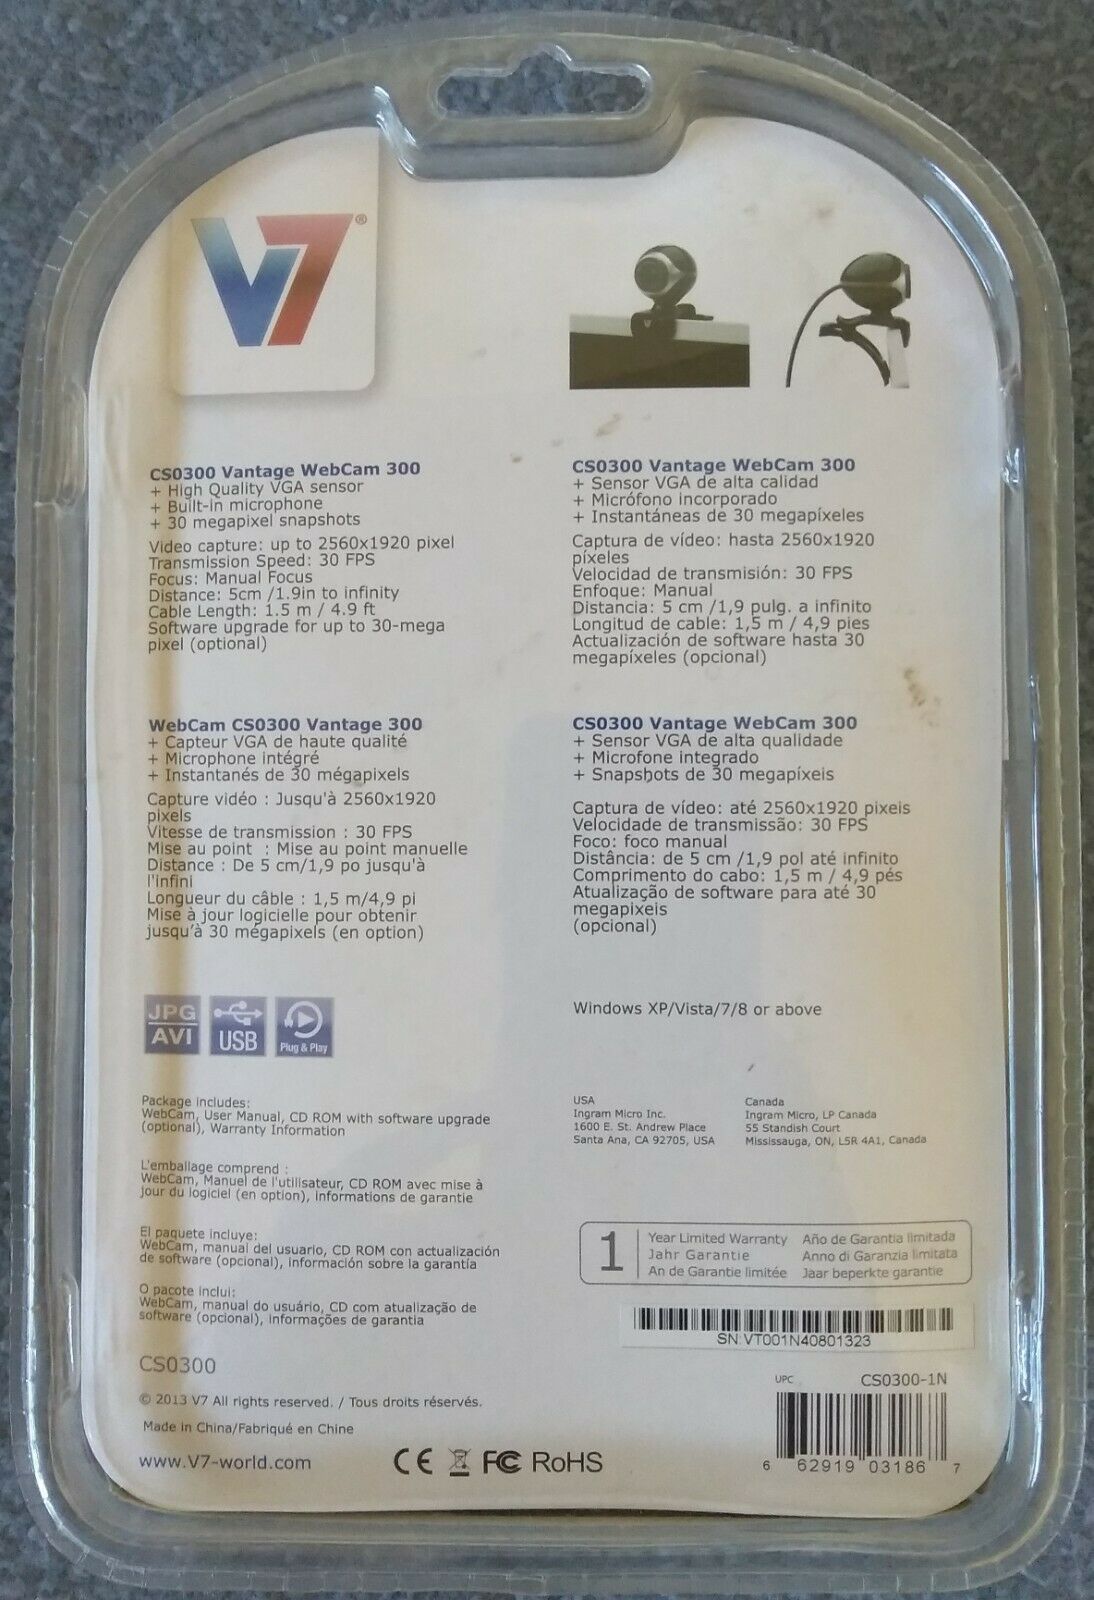 V7®
CS0300 Vantage WebCam 300
+ High Quality VGA sensor
+ Built-in microphone
+ 30 megapixel snapshots
Video capture: up to 2560x1920 pixel
Transmission Speed: 30 FPS
Focus: Manual Focus
Distance: 5cm /1.9in to infinity
Cable Length: 1.5 m / 4.9 ft
Software upgrade for up to 30-mega
pixel (optional)
CS0300 Vantage WebCam 300
+ Sensor VGA de alta calidad
+ Micrófono incorporado
+ Instantáneas de 30 megapíxeles
Captura de vídeo: hasta 2560x1920
píxeles
Velocidad de transmisión: 30 FPS
Enfoque: Manual
Distancia: 5 cm /1,9 pulg. a infinito
Longitud de cable: 1,5 m / 4,9 pies
Actualización de software hasta 30
megapíxeles (opcional)
WebCam CS0300 Vantage 300
+ Capteur VGA de haute qualité
+ Microphone intégré
+ Instantanés de 30 mégapixels
Capture vidéo : Jusqu'à 2560x1920
pixels
Vitesse de transmission : 30 FPS
Mise au point : Mise au point manuelle
Distance : De 5 cm/1,9 po jusqu'à
l'infini
Longueur du câble : 1,5 m/4,9 pi
Mise à jour logicielle pour obtenir
jusqu'à 30 mégapixels (en option)
CS0300 Vantage WebCam 300
+ Sensor VGA de alta qualidade
+ Microfone integrado
+ Snapshots de 30 megapíxeis
Captura de vídeo: até 2560x1920 pixeis
Velocidade de transmissão: 30 FPS
Foco: foco manual
Distância: de 5 cm /1,9 pol até infinito
Comprimento do cabo: 1,5 m / 4,9 pés
Atualização de software para até 30
megapixeis
(opcional)
JPG
AVI
USB
Plug & Play
Windows XP/Vista/7/8 or above
Package includes:
WebCam, User Manual, CD ROM with software upgrade
(optional), Warranty Information
L'emballage comprend :
WebCam, Manuel de l'utilisateur, CD ROM avec mise à
jour du logiciel (en option), informations de garantie
El paquete incluye:
WebCam, manual del usuario, CD ROM con actualización
de software (opcional), información sobre la garantía
O pacote inclui:
WebCam, manual do usuário, CD com atualização de
software (opcional), informações de garantia
USA
Ingram Micro Inc.
1600 E. St. Andrew Place
Santa Ana, CA 92705, USA
Canada
Ingram Micro, LP Canada
55 Standish Court
Mississauga, ON, L5R 4A1, Canada
1
Year Limited Warranty
Jahr Garantie
An de Garantie limitée
Año de Garantía limitada
Anno di Garanzia limitata
Jaar beperkte garantie
SN:VT001N40801323
CS0300
© 2013 V7 All rights reserved. / Tous droits réservés.
Made in China/Fabriqué en Chine
www.V7-world.com
CE FC RoHS
UPC
CS0300-1N
6 62919 03186 7